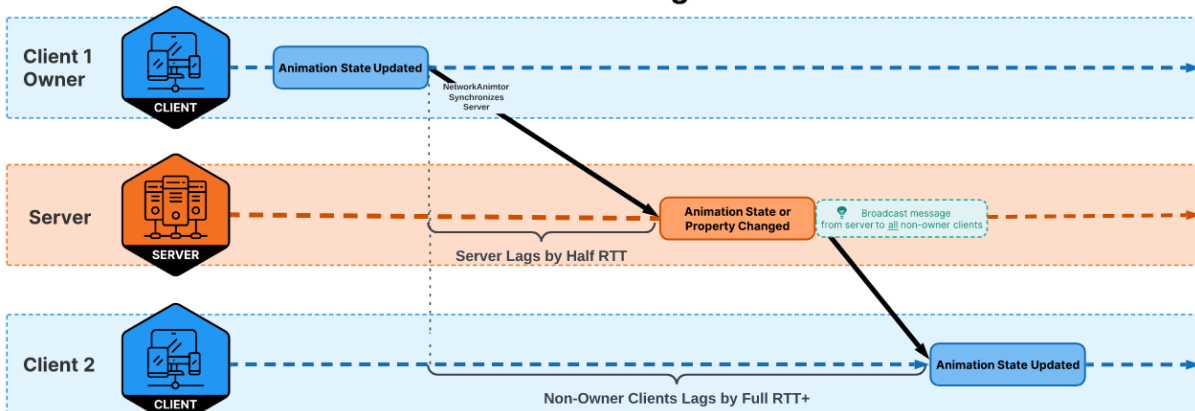 Client 1
Owner
CLIENT
Animation State Updated
NetworkAnimtor
Synchronizes
Server
Server
SERVER
Animation State or
Property Changed
Broadcast message
from server to all non-owner clients
Server Lags by Half RTT
Client 2
CLIENT
Animation State Updated
Non-Owner Clients Lags by Full RTT+